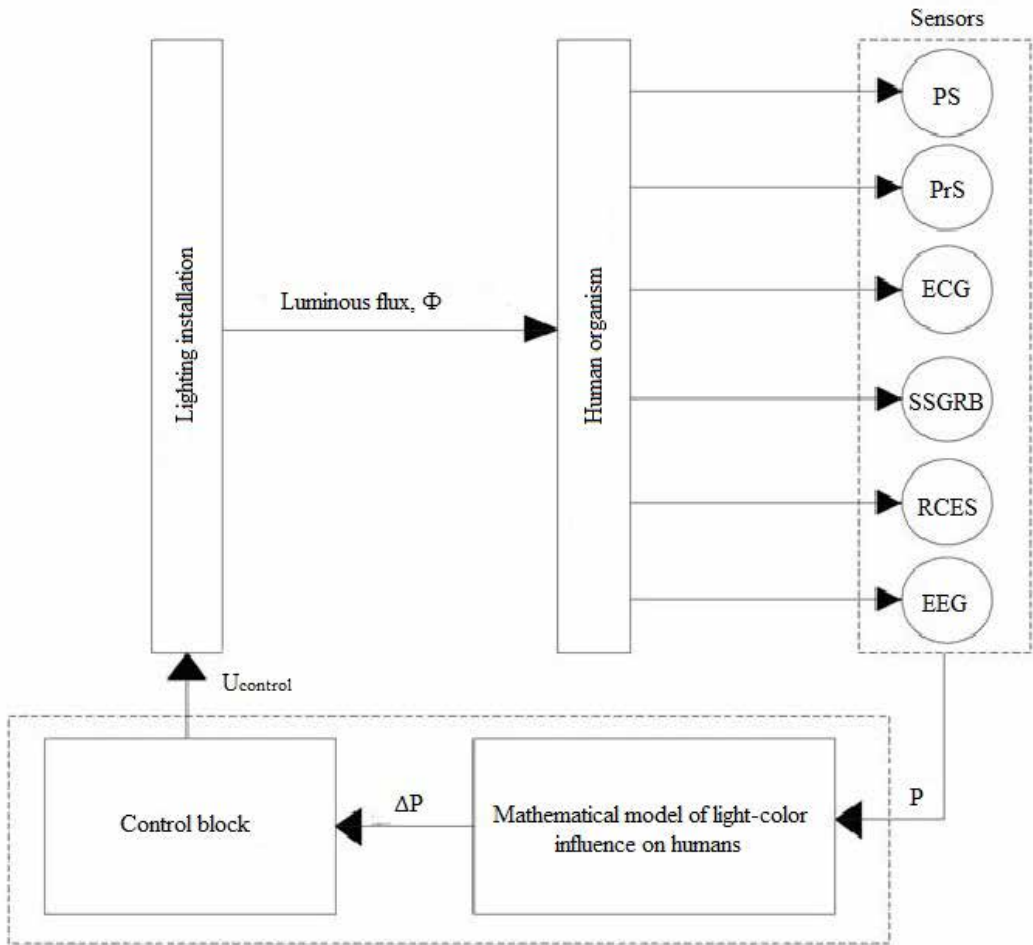 Sensors
PS
PrS
ECG
SSGRB
RCES
EEG
Lighting installation
Luminous flux, Φ
Human organism
Ucontrol
Control block
ΔP
Mathematical model of light-color
influence on humans
P